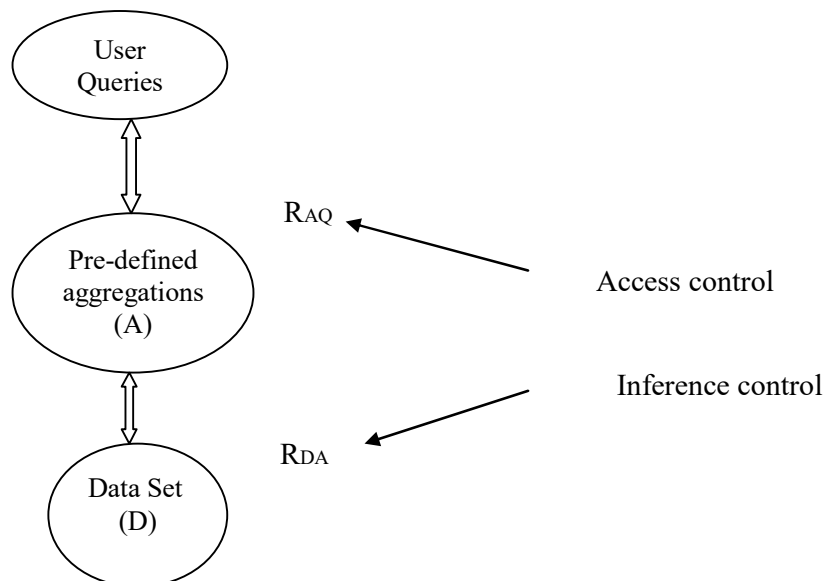 User
Queries
RAQ
Pre-defined
aggregations
(A)
Access control
Inference control
RDA
Data Set
(D)